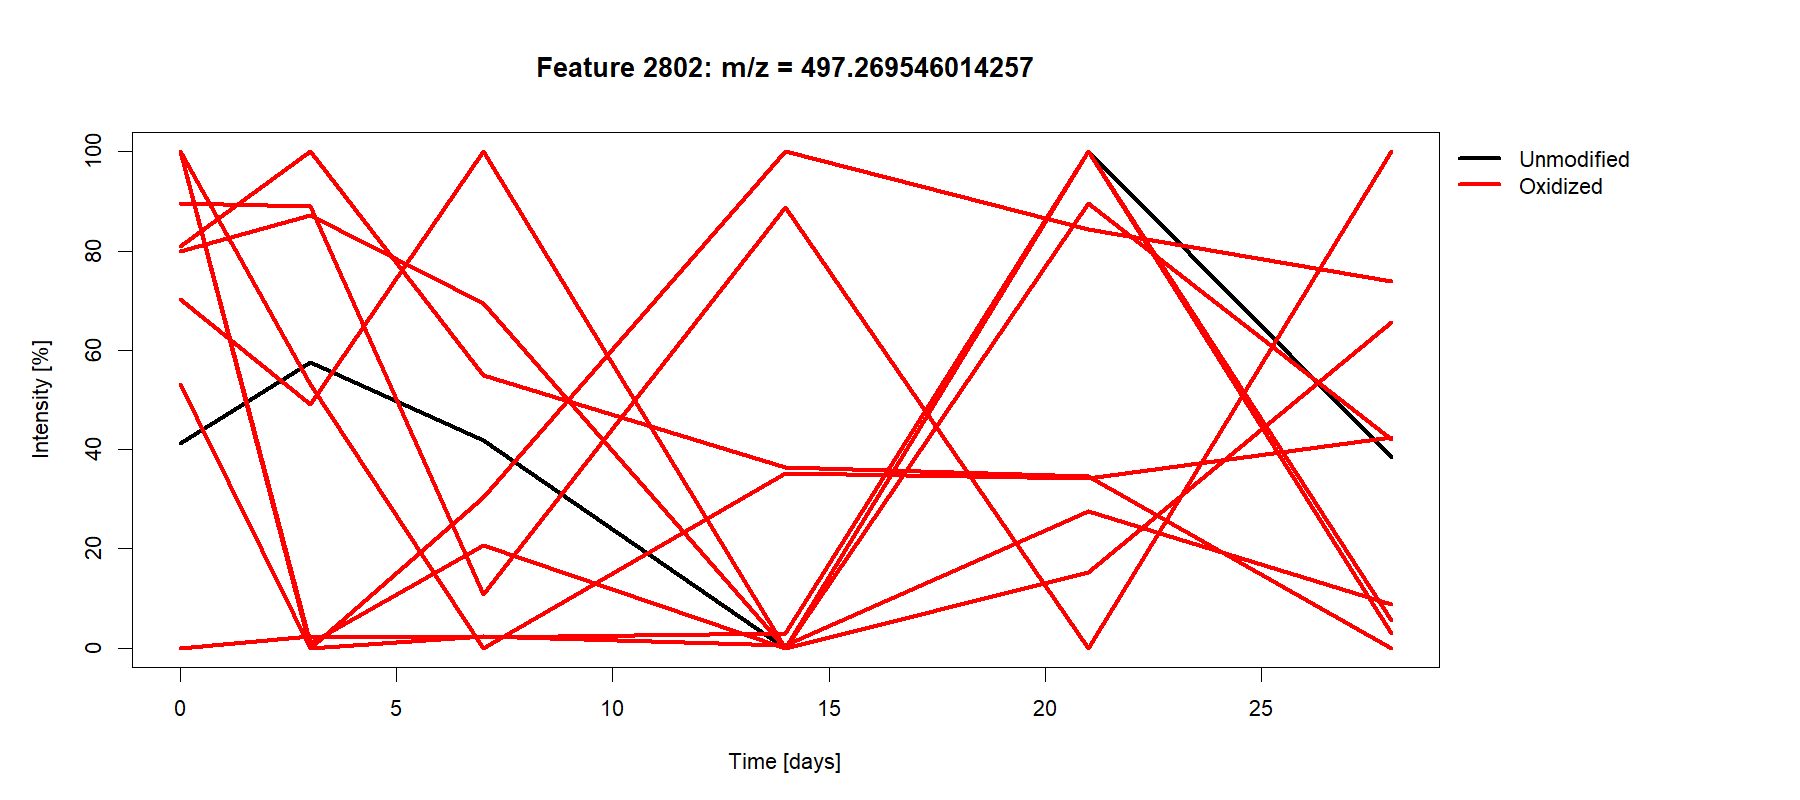 Feature 2802: m/z = 497.269546014257
Unmodified
Oxidized
Intensity [%]
100
80
60
40
20
0
0 5 10 15 20 25
Time [days]